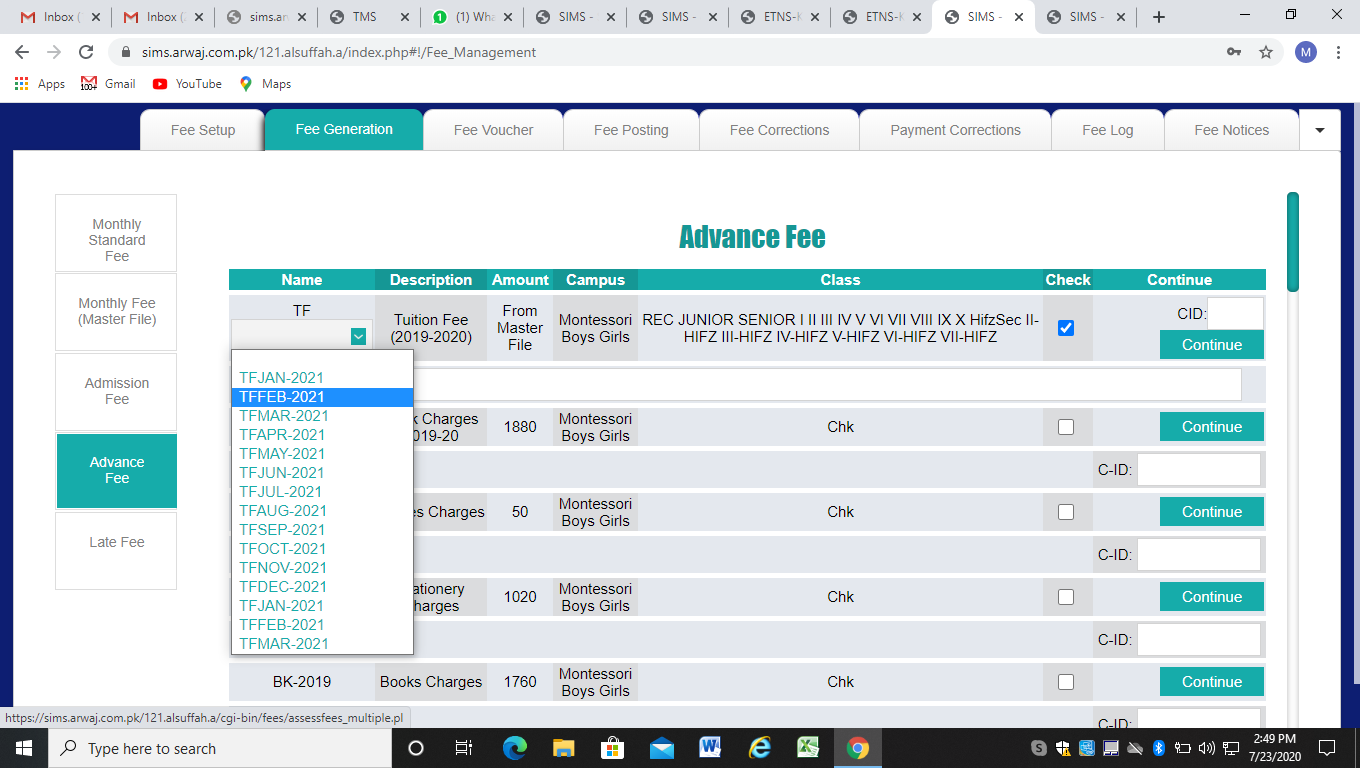 Inbox (
Inbox (
sims.ar
TMS
(1) Wha
SIMS -
SIMS -
ETNS-K
ETNS-K
SIMS -
SIMS -
sims.arwaj.com.pk/121.alsuffah.a/index.php#!/Fee_Management
M
Apps
100+
Gmail
YouTube
Maps
Fee Setup
Fee Generation
Fee Voucher
Fee Posting
Fee Corrections
Payment Corrections
Fee Log
Fee Notices
Monthly
Standard
Fee
Monthly Fee
(Master File)
Admission
Fee
Advance
Fee
Late Fee
Advance Fee
Name Description Amount Campus Class Check Continue
TF
Tuition Fee
(2019-2020)
From
Master
File
Montessori
Boys Girls
REC JUNIOR SENIOR I II III IV V VI VII VIII IX X HifzSec II-
HIFZ III-HIFZ IV-HIFZ V-HIFZ VI-HIFZ VII-HIFZ
CID:
Continue
TFJAN-2021
TFFEB-2021
TFMAR-2021
TFAPR-2021
TFMAY-2021
TFJUN-2021
TFJUL-2021
TFAUG-2021
TFSEP-2021
TFOCT-2021
TFNOV-2021
TFDEC-2021
TFJAN-2021
TFFEB-2021
TFMAR-2021
k Charges
019-20
1880
Montessori
Boys Girls
Chk
Continue
C-ID:
es Charges
50
Montessori
Boys Girls
Chk
Continue
C-ID:
ationery
harges
1020
Montessori
Boys Girls
Chk
Continue
C-ID:
BK-2019
Books Charges
1760
Montessori
Boys Girls
Chk
Continue
C-ID:
https://sims.arwaj.com.pk/121.alsuffah.a/cgi-bin/fees/assessfees_multiple.pl
Type here to search
2:49 PM
7/23/2020